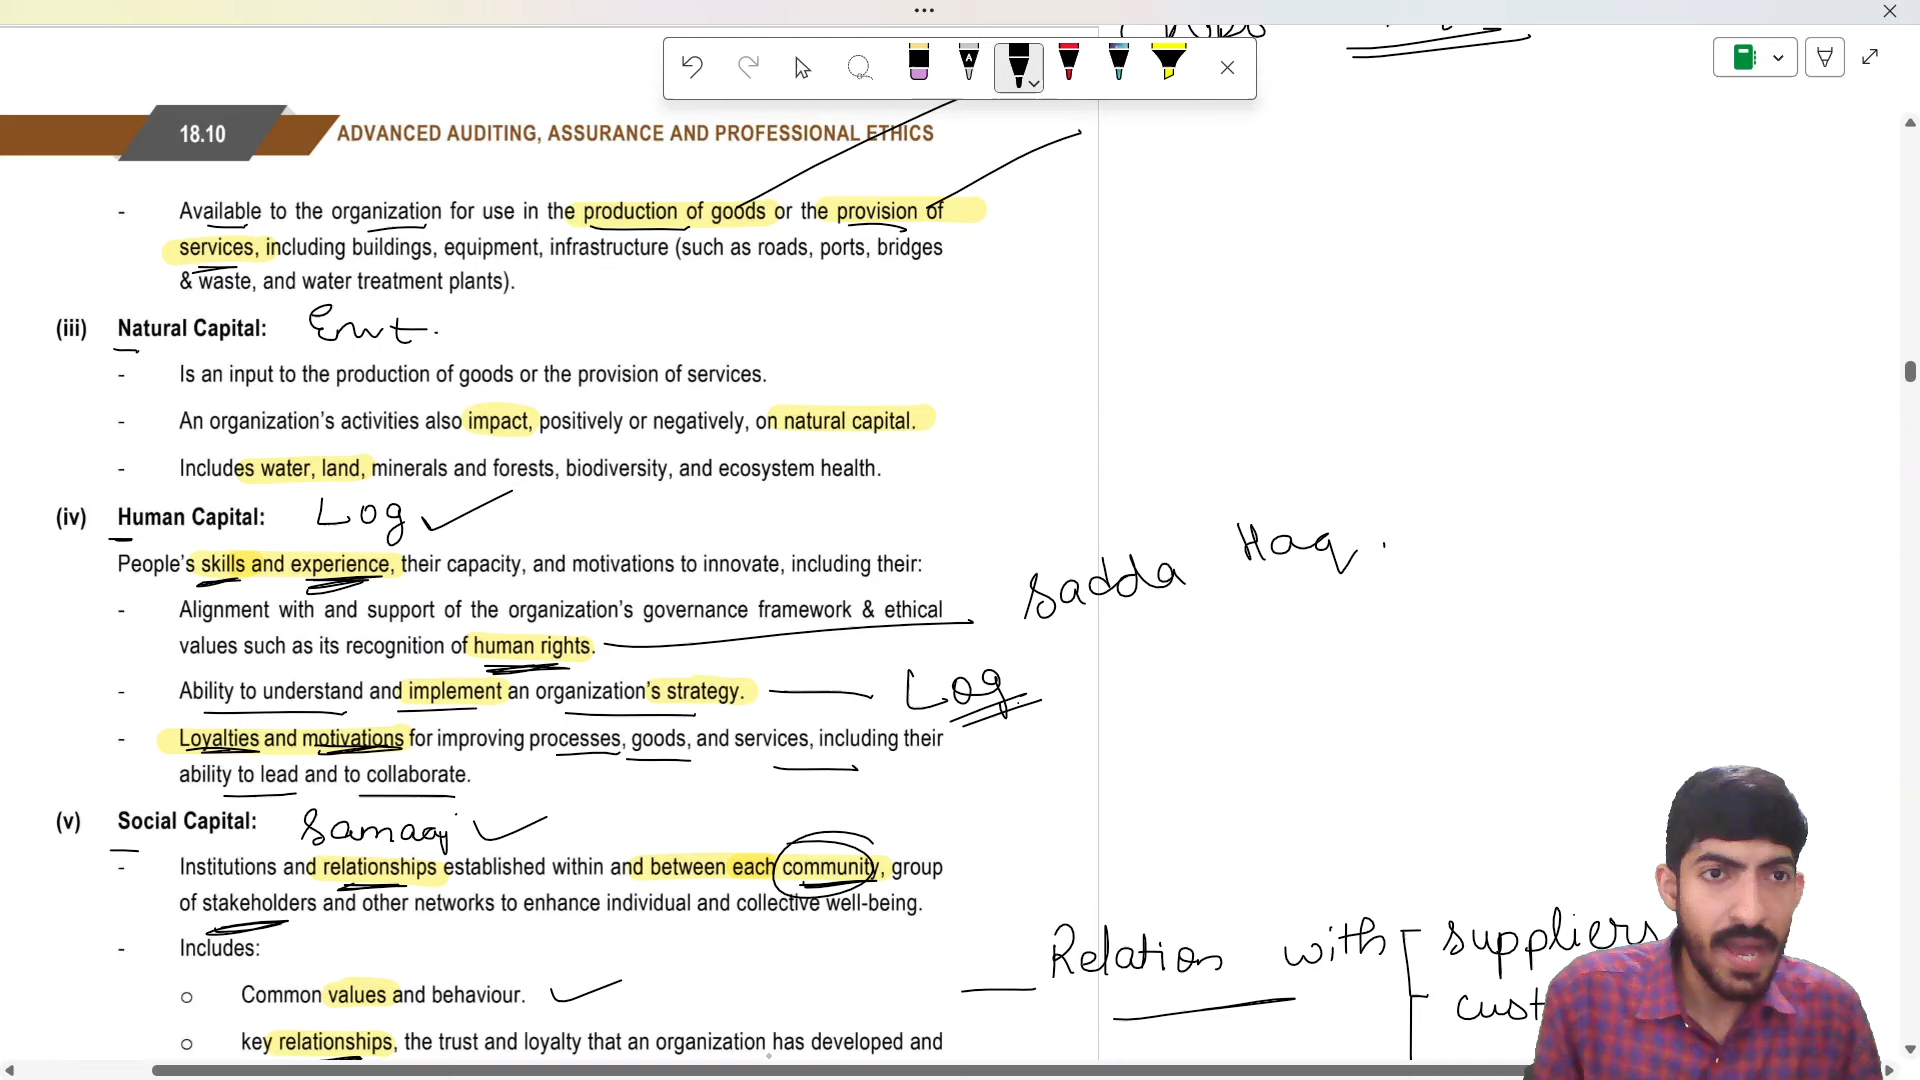 18.10 ADVANCED AUDITING, ASSURANCE AND PROFESSIONAL ETHICS
- Available to the organization for use in the production of goods or the provision of
services, including buildings, equipment, infrastructure (such as roads, ports, bridges
& waste, and water treatment plants).
(iii) Natural Capital: Envt.
- Is an input to the production of goods or the provision of services.
- An organization's activities also impact, positively or negatively, on natural capital.
- Includes water, land, minerals and forests, biodiversity, and ecosystem health.
(iv) Human Capital: Log
People's skills and experience, their capacity, and motivations to innovate, including their:
Sadda Haq.
- Alignment with and support of the organization's governance framework & ethical
values such as its recognition of human rights.
- Ability to understand and implement an organization's strategy. Log
- Loyalties and motivations for improving processes, goods, and services, including their
ability to lead and to collaborate.
(v) Social Capital: Samaaj
- Institutions and relationships established within and between each community, group
of stakeholders and other networks to enhance individual and collective well-being.
- Includes:
Relation with suppliers
o Common values and behaviour.
cust
o key relationships, the trust and loyalty that an organization has developed and